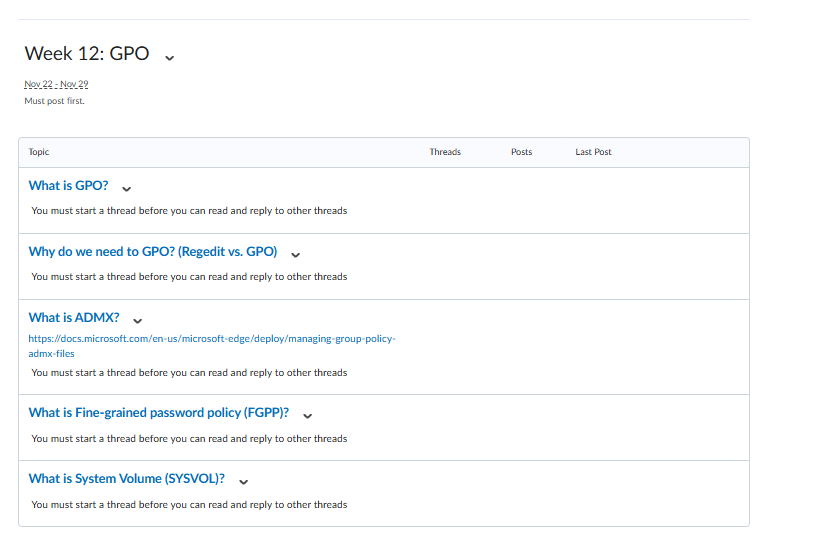 Week 12: GPO
Nov 22 - Nov 29
Must post first.
Topic Threads Posts Last Post
What is GPO?
You must start a thread before you can read and reply to other threads
Why do we need to GPO? (Regedit vs. GPO)
You must start a thread before you can read and reply to other threads
What is ADMX?
https://docs.microsoft.com/en-us/microsoft-edge/deploy/managing-group-policy-
admx-files
You must start a thread before you can read and reply to other threads
What is Fine-grained password policy (FGPP)?
You must start a thread before you can read and reply to other threads
What is System Volume (SYSVOL)?
You must start a thread before you can read and reply to other threads